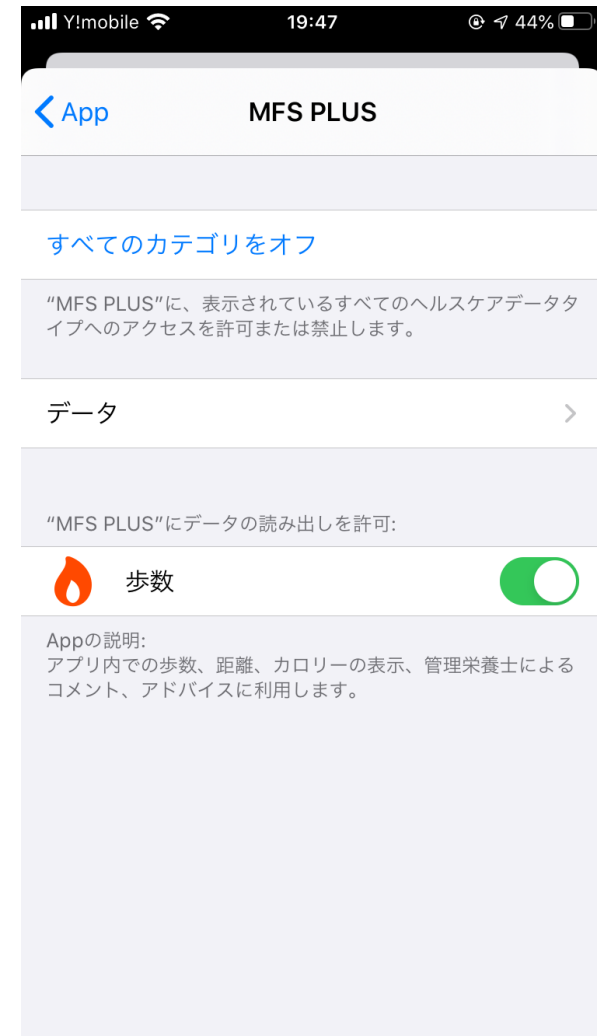 Y!mobile 19:47 44%
App MFS PLUS
すべてのカテゴリをオフ
“MFS PLUS”に、表示されているすべてのヘルスケアデータタ
イプへのアクセスを許可または禁止します。
データ
“MFS PLUS”にデータの読み出しを許可:
歩数
Appの説明:
アプリ内での歩数、距離、カロリーの表示、管理栄養士による
コメント、アドバイスに利用します。